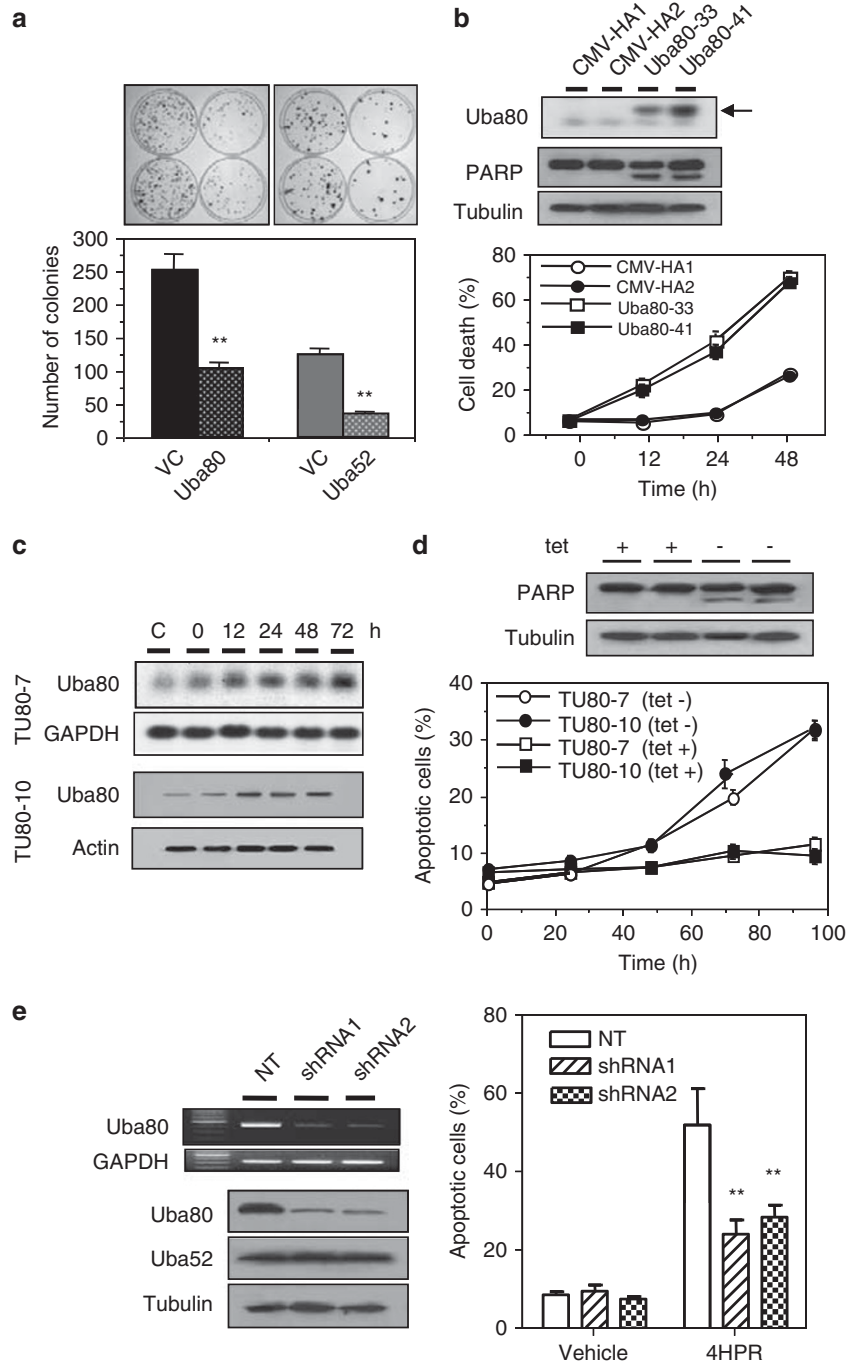 a
300
250
200
150
100
50
0
Number of colonies
**
**
VC
Uba80
VC
Uba52
b
CMV-HA1
CMV-HA2
Uba80-33
Uba80-41
Uba80
PARP
Tubulin
80
60
40
20
0
Cell death (%)
CMV-HA1
CMV-HA2
Uba80-33
Uba80-41
0 12 24 48
Time (h)
c
C 0 12 24 48 72 h
TU80-7
Uba80
GAPDH
TU80-10
Uba80
Actin
d
tet + + - -
PARP
Tubulin
40
30
20
10
0
Apoptotic cells (%)
TU80-7 (tet -)
TU80-10 (tet -)
TU80-7 (tet +)
TU80-10 (tet +)
0 20 40 60 80 100
Time (h)
e
NT
shRNA1
shRNA2
Uba80
GAPDH
Uba80
Uba52
Tubulin
80
60
40
20
0
Apoptotic cells (%)
NT
shRNA1
shRNA2
**
**
Vehicle 4HPR